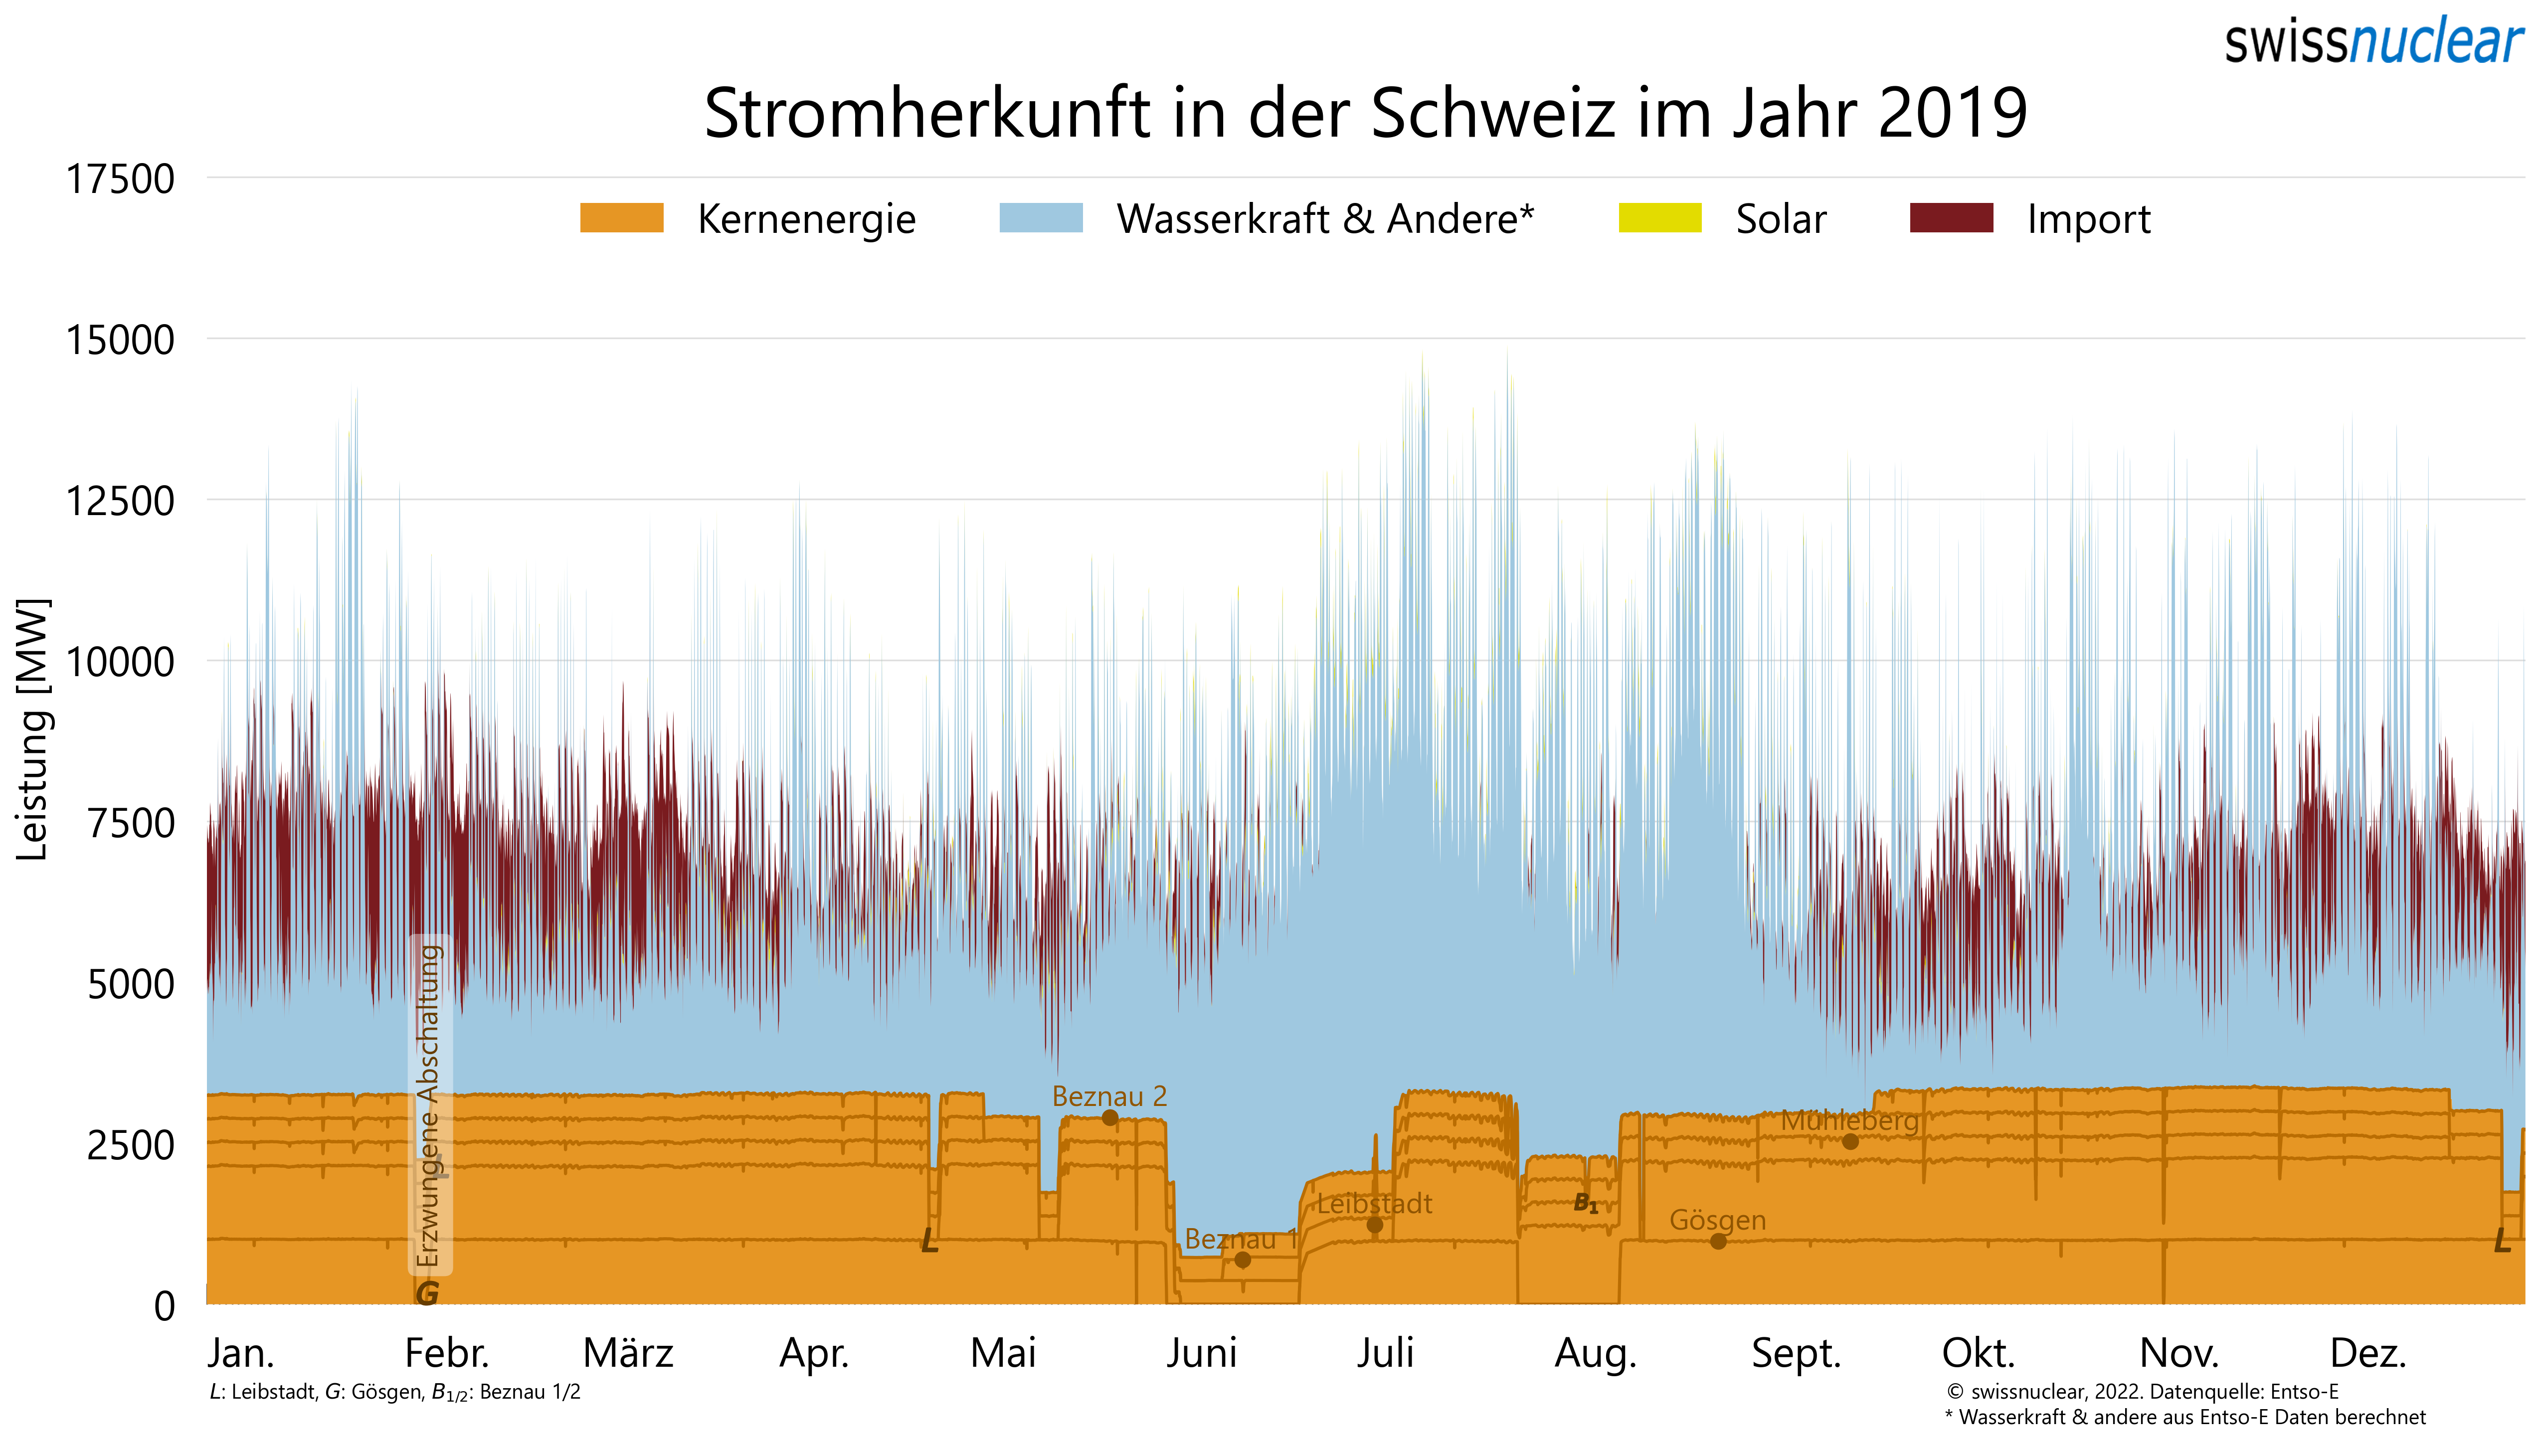 swissnuclear
Stromherkunft in der Schweiz im Jahr 2019
17500
Kernenergie Wasserkraft & Andere* Solar Import
15000
12500
10000
7500
5000
2500
0
Leistung [MW]
Erzwungene Abschaltung
L
G
L
Beznau 2
Beznau 1
Leibstadt
B1
Gösgen
Mühleberg
L
Jan. Febr. März Apr. Mai Juni Juli Aug. Sept. Okt. Nov. Dez.
L: Leibstadt, G: Gösgen, B1/2: Beznau 1/2
© swissnuclear, 2022. Datenquelle: Entso-E
* Wasserkraft & andere aus Entso-E Daten berechnet